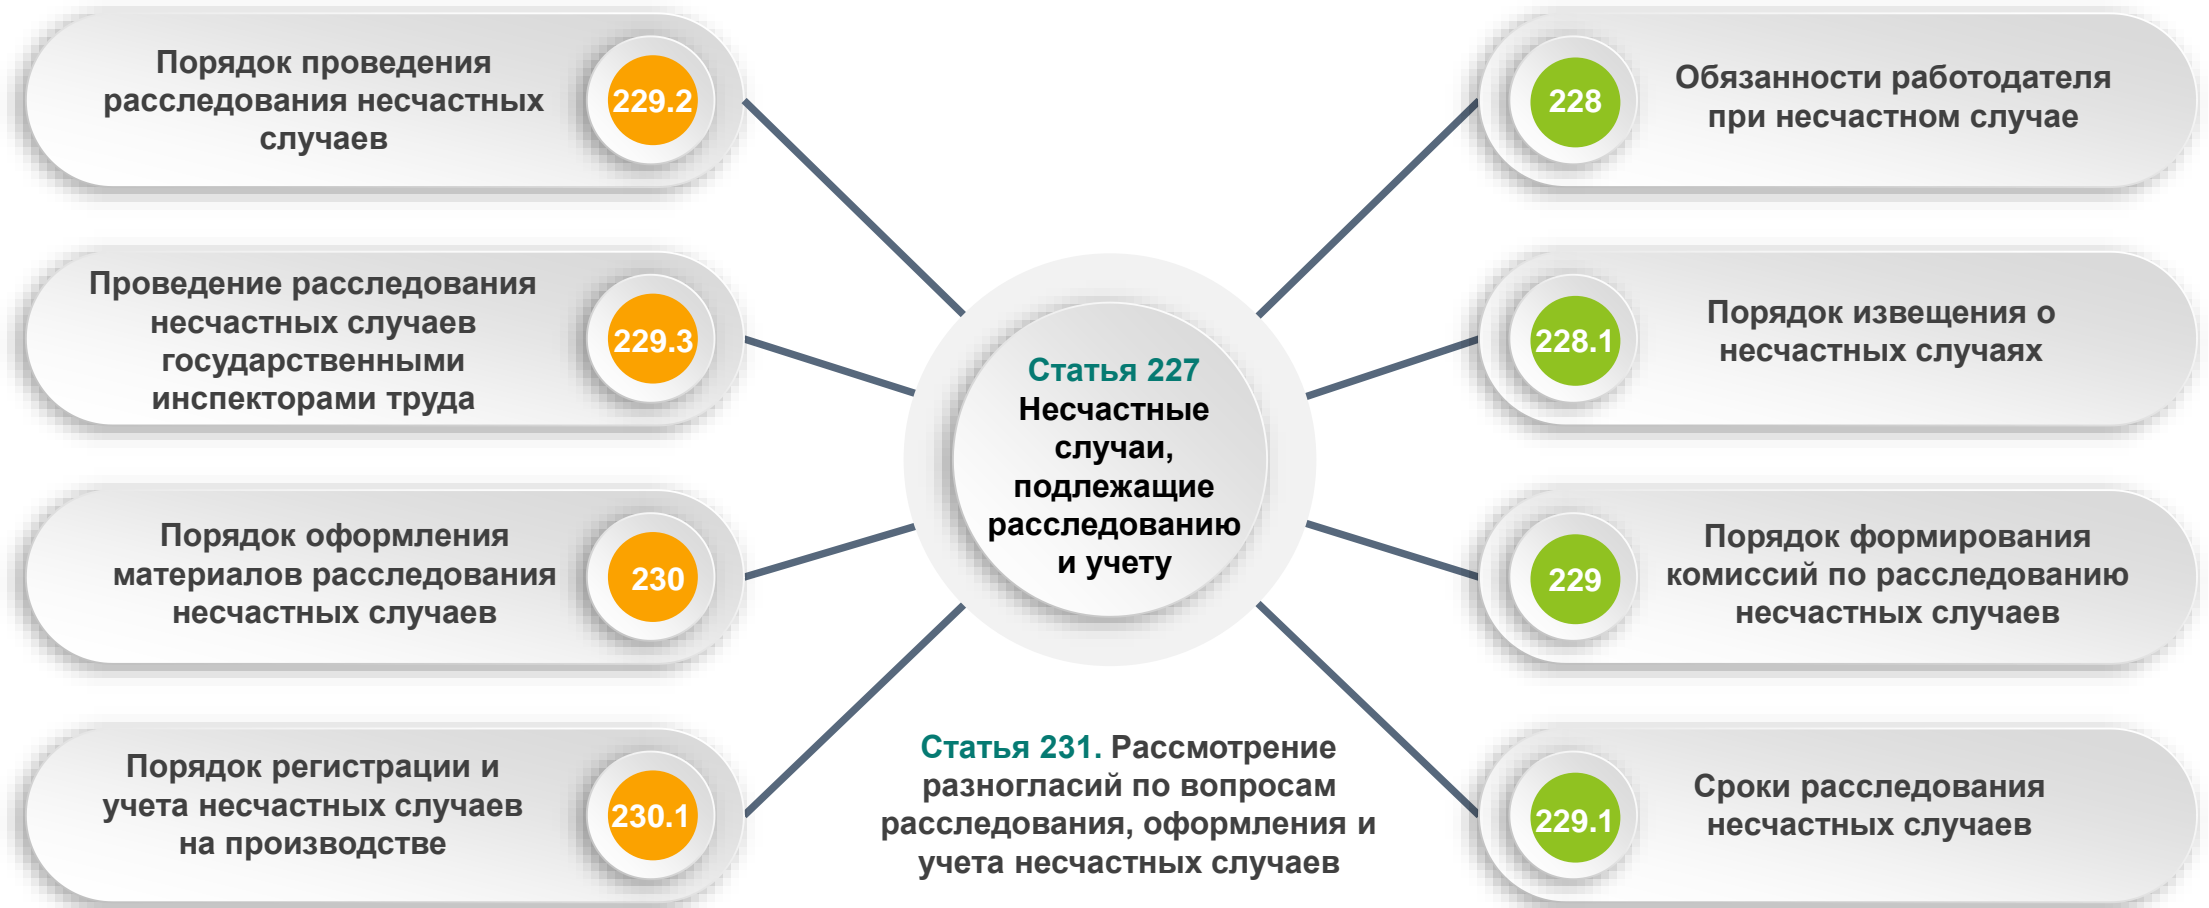 Порядок проведения
расследования несчастных
случаев
229.2
Проведение расследования
несчастных случаев
государственными
инспекторами труда
229.3
Порядок оформления
материалов расследования
несчастных случаев
230
Порядок регистрации и
учета несчастных случаев
на производстве
230.1
Статья 227
Несчастные
случаи,
подлежащие
расследованию
и учету
Статья 231. Рассмотрение
разногласий по вопросам
расследования, оформления и
учета несчастных случаев
228
Обязанности работодателя
при несчастном случае
228.1
Порядок извещения о
несчастных случаях
229
Порядок формирования
комиссий по расследованию
несчастных случаев
229.1
Сроки расследования
несчастных случаев